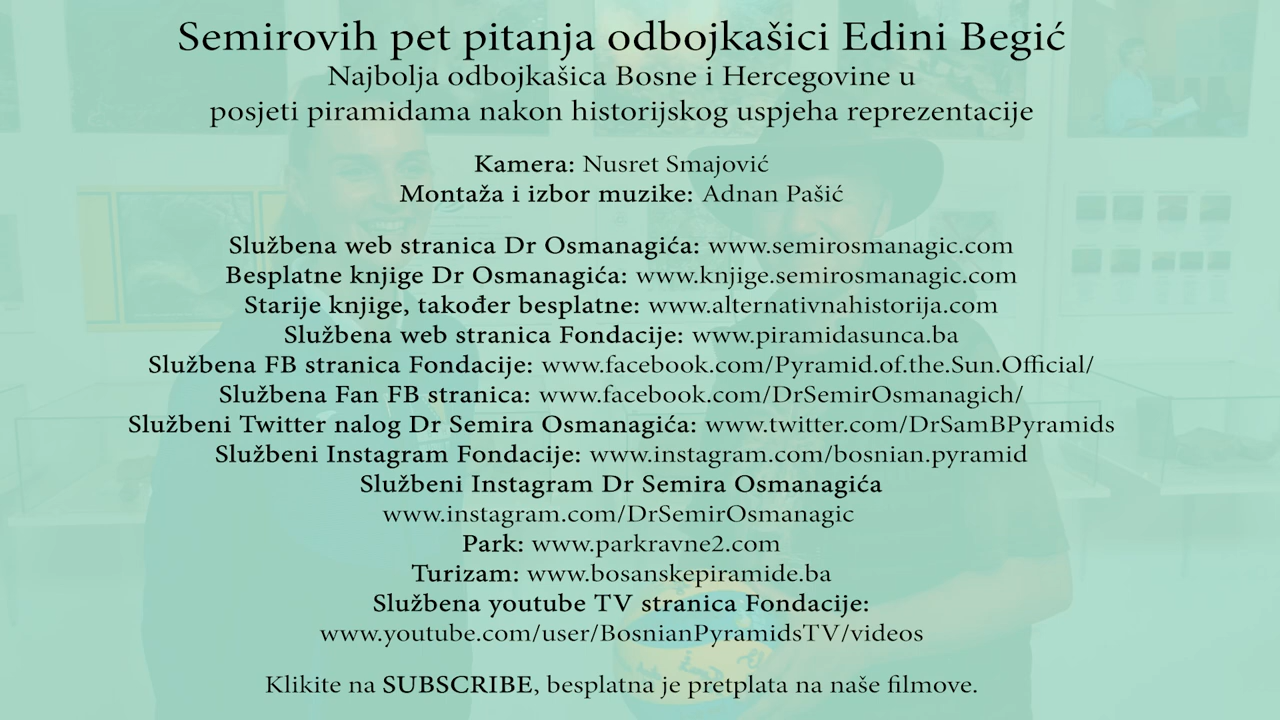 Semirovih pet pitanja odbojkašici Edini Begić
Najbolja odbojkašica Bosne i Hercegovine u
posjeti piramidama nakon historijskog uspjeha reprezentacije
Kamera: Nusret Smajović
Montaža i izbor muzike: Adnan Pašić
Službena web stranica Dr Osmanagića: www.semirosmanagic.com
Besplatne knjige Dr Osmanagića: www.knjige.semirosmanagic.com
Starije knjige, također besplatne: www.alternativnahistorija.com
Službena web stranica Fondacije: www.piramidasunca.ba
Službena FB stranica Fondacije: www.facebook.com/Pyramid.of.the.Sun.Official/
Službena Fan FB stranica: www.facebook.com/DrSemirOsmanagich/
Službeni Twitter nalog Dr Semira Osmanagića: www.twitter.com/DrSamBPyramids
Službeni Instagram Fondacije: www.instagram.com/bosnian.pyramid
Službeni Instagram Dr Semira Osmanagića
www.instagram.com/DrSemirOsmanagic
Park: www.parkravne2.com
Turizam: www.bosanskepiramide.ba
Službena youtube TV stranica Fondacije:
www.youtube.com/user/BosnianPyramidsTV/videos
Klikite na SUBSCRIBE, besplatna je pretplata na naše filmove.